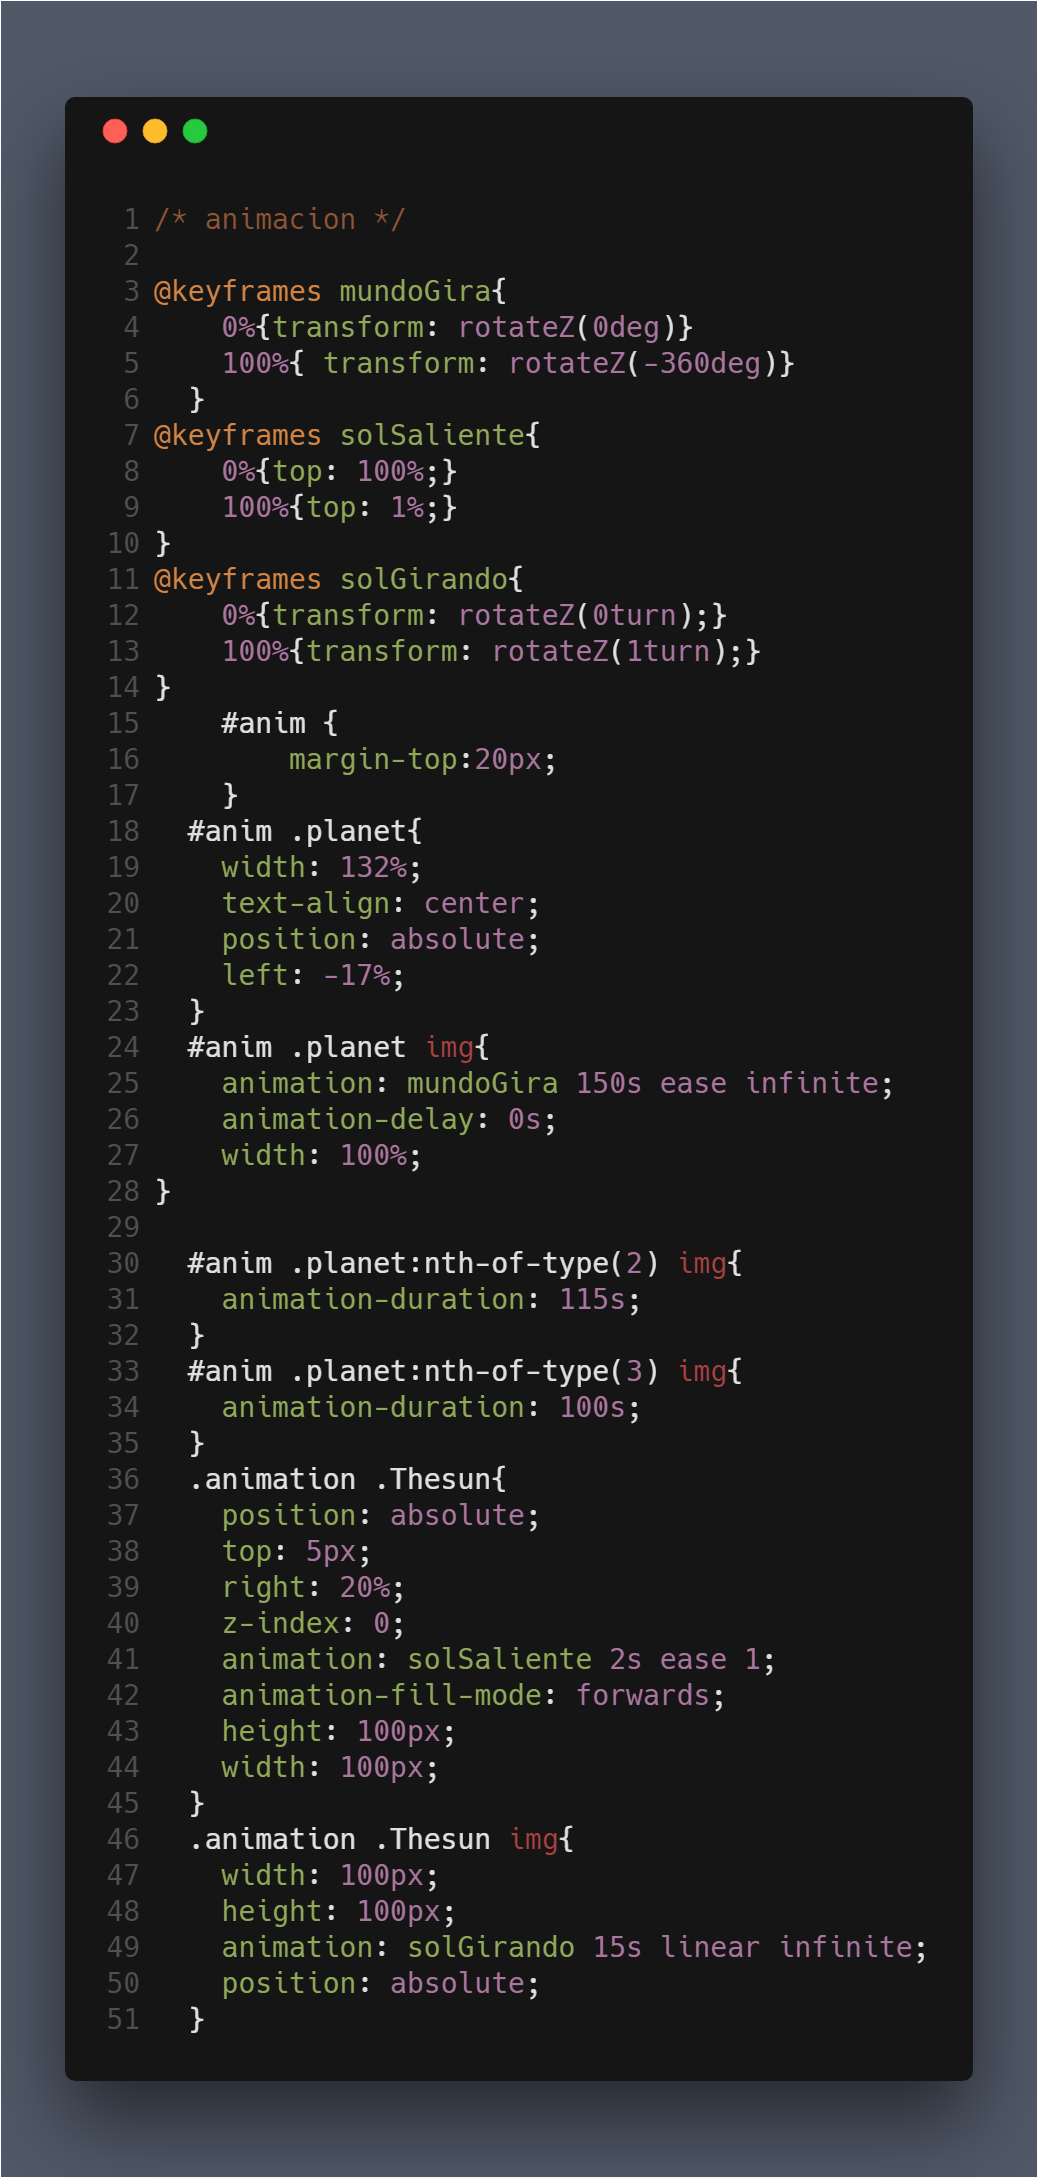 1 /* animacion */
2
3 @keyframes mundoGira{
4     0%{transform: rotateZ(0deg)}
5     100%{ transform: rotateZ(-360deg)}
6   }
7 @keyframes solSaliente{
8     0%{top: 100%;}
9     100%{top: 1%;}
10 }
11 @keyframes solGirando{
12     0%{transform: rotateZ(0turn);}
13     100%{transform: rotateZ(1turn);}
14 }
15     #anim {
16         margin-top:20px;
17     }
18   #anim .planet{
19     width: 132%;
20     text-align: center;
21     position: absolute;
22     left: -17%;
23   }
24   #anim .planet img{
25     animation: mundoGira 150s ease infinite;
26     animation-delay: 0s;
27     width: 100%;
28 }
29
30   #anim .planet:nth-of-type(2) img{
31     animation-duration: 115s;
32   }
33   #anim .planet:nth-of-type(3) img{
34     animation-duration: 100s;
35   }
36   .animation .Thesun{
37     position: absolute;
38     top: 5px;
39     right: 20%;
40     z-index: 0;
41     animation: solSaliente 2s ease 1;
42     animation-fill-mode: forwards;
43     height: 100px;
44     width: 100px;
45   }
46   .animation .Thesun img{
47     width: 100px;
48     height: 100px;
49     animation: solGirando 15s linear infinite;
50     position: absolute;
51   }